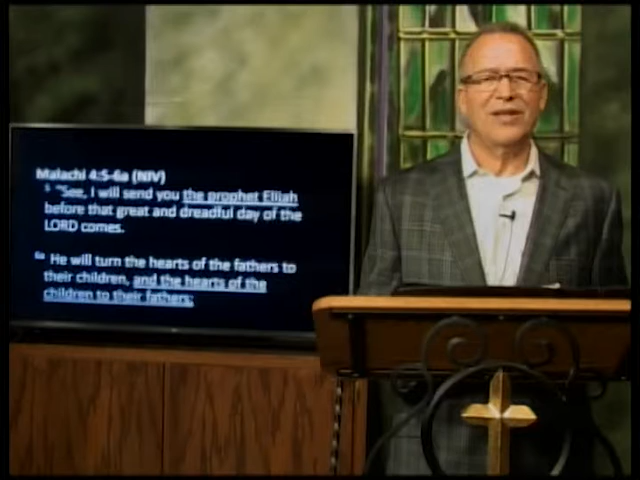 Malachi 4:5-6a (NIV)
5 "See, I will send you the prophet Elijah
before that great and dreadful day of the
LORD comes.
6a He will turn the hearts of the fathers to
their children, and the hearts of the
children to their fathers;